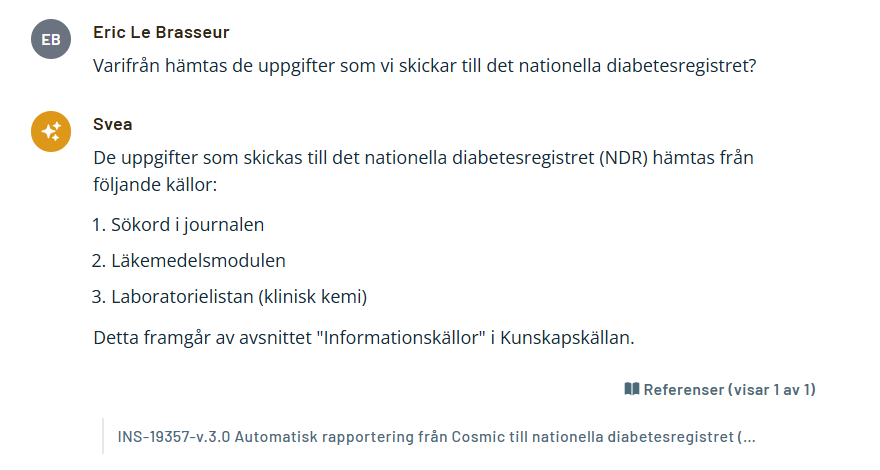 EB
Eric Le Brasseur
Varifrån hämtas de uppgifter som vi skickar till det nationella diabetesregistret?
Svea
De uppgifter som skickas till det nationella diabetesregistret (NDR) hämtas från
följande källor:
1. Sökord i journalen
2. Läkemedelsmodulen
3. Laboratorielistan (klinisk kemi)
Detta framgår av avsnittet "Informationskällor" i Kunskapskällan.
Referenser (visar 1 av 1)
INS-19357-v.3.0 Automatisk rapportering från Cosmic till nationella diabetesregistret (...